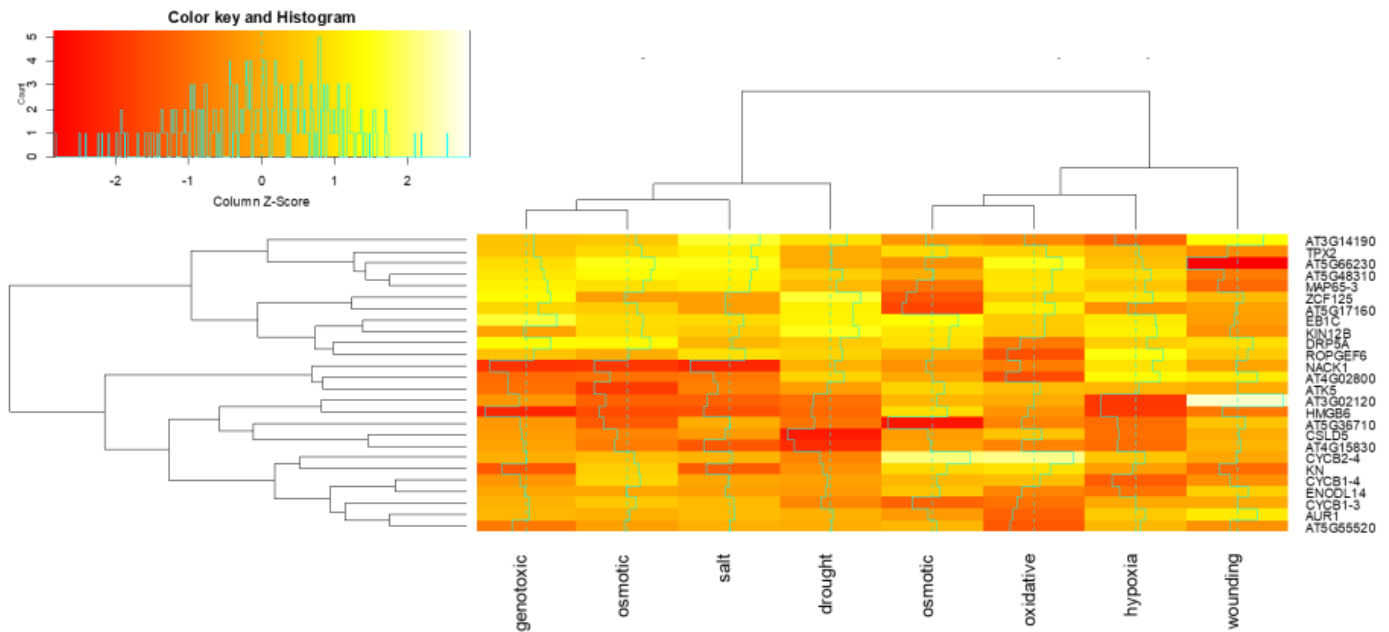 Color key and Histogram
5
4
3
2
1
0
Count
-2 -1 0 1 2
Column Z-Score
AT3G14190
TPX2
AT5G66230
AT5G48310
MAP65-3
ZCF125
AT5G17160
EB1C
KIN12B
DRP5A
ROPGEF6
NACK1
AT4G02800
ATK5
AT3G02120
HMGB6
AT5G36710
CSLD5
AT4G15830
CYCB2-4
KN
CYCB1-4
ENODL14
CYCB1-3
AUR1
AT5G55520
genotoxic osmotic salt drought osmotic oxidative hypoxia wounding